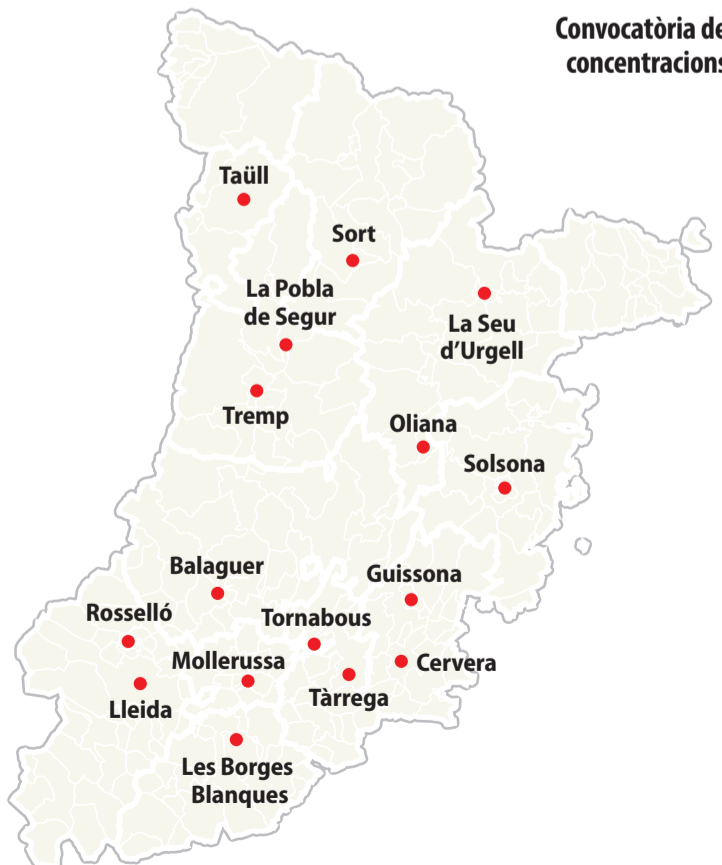 Convocatòria de
concentracions
Taüll
Sort
La Pobla
de Segur
La Seu
d'Urgell
Tremp
Oliana
Solsona
Balaguer
Guissona
Rosselló
Tornabous
Mollerussa
Cervera
Lleida
Tàrrega
Les Borges
Blanques